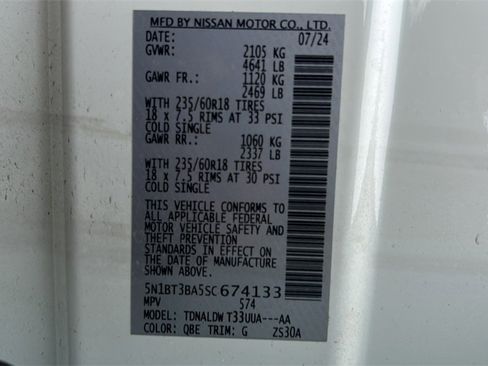 MFD BY NISSAN MOTOR CO., LTD.
DATE: 07/24
GVWR: 2105 KG
4641 LB
GAWR FR.: 1120 KG
2469 LB
WITH 235/60R18 TIRES
18 x 7.5 RIMS AT 33 PSI
COLD SINGLE
GAWR RR.: 1060 KG
2337 LB
WITH 235/60R18 TIRES
18 x 7.5 RIMS AT 30 PSI
COLD SINGLE
THIS VEHICLE CONFORMS TO
ALL APPLICABLE FEDERAL
MOTOR VEHICLE SAFETY AND
THEFT PREVENTION
STANDARDS IN EFFECT ON
THE DATE OF MANUFACTURE
SHOWN ABOVE.
5N1BT3BA5SC674133
MPV 574
MODEL: TDNALDW T33UUA---AA
COLOR: QBE TRIM: G ZS30A